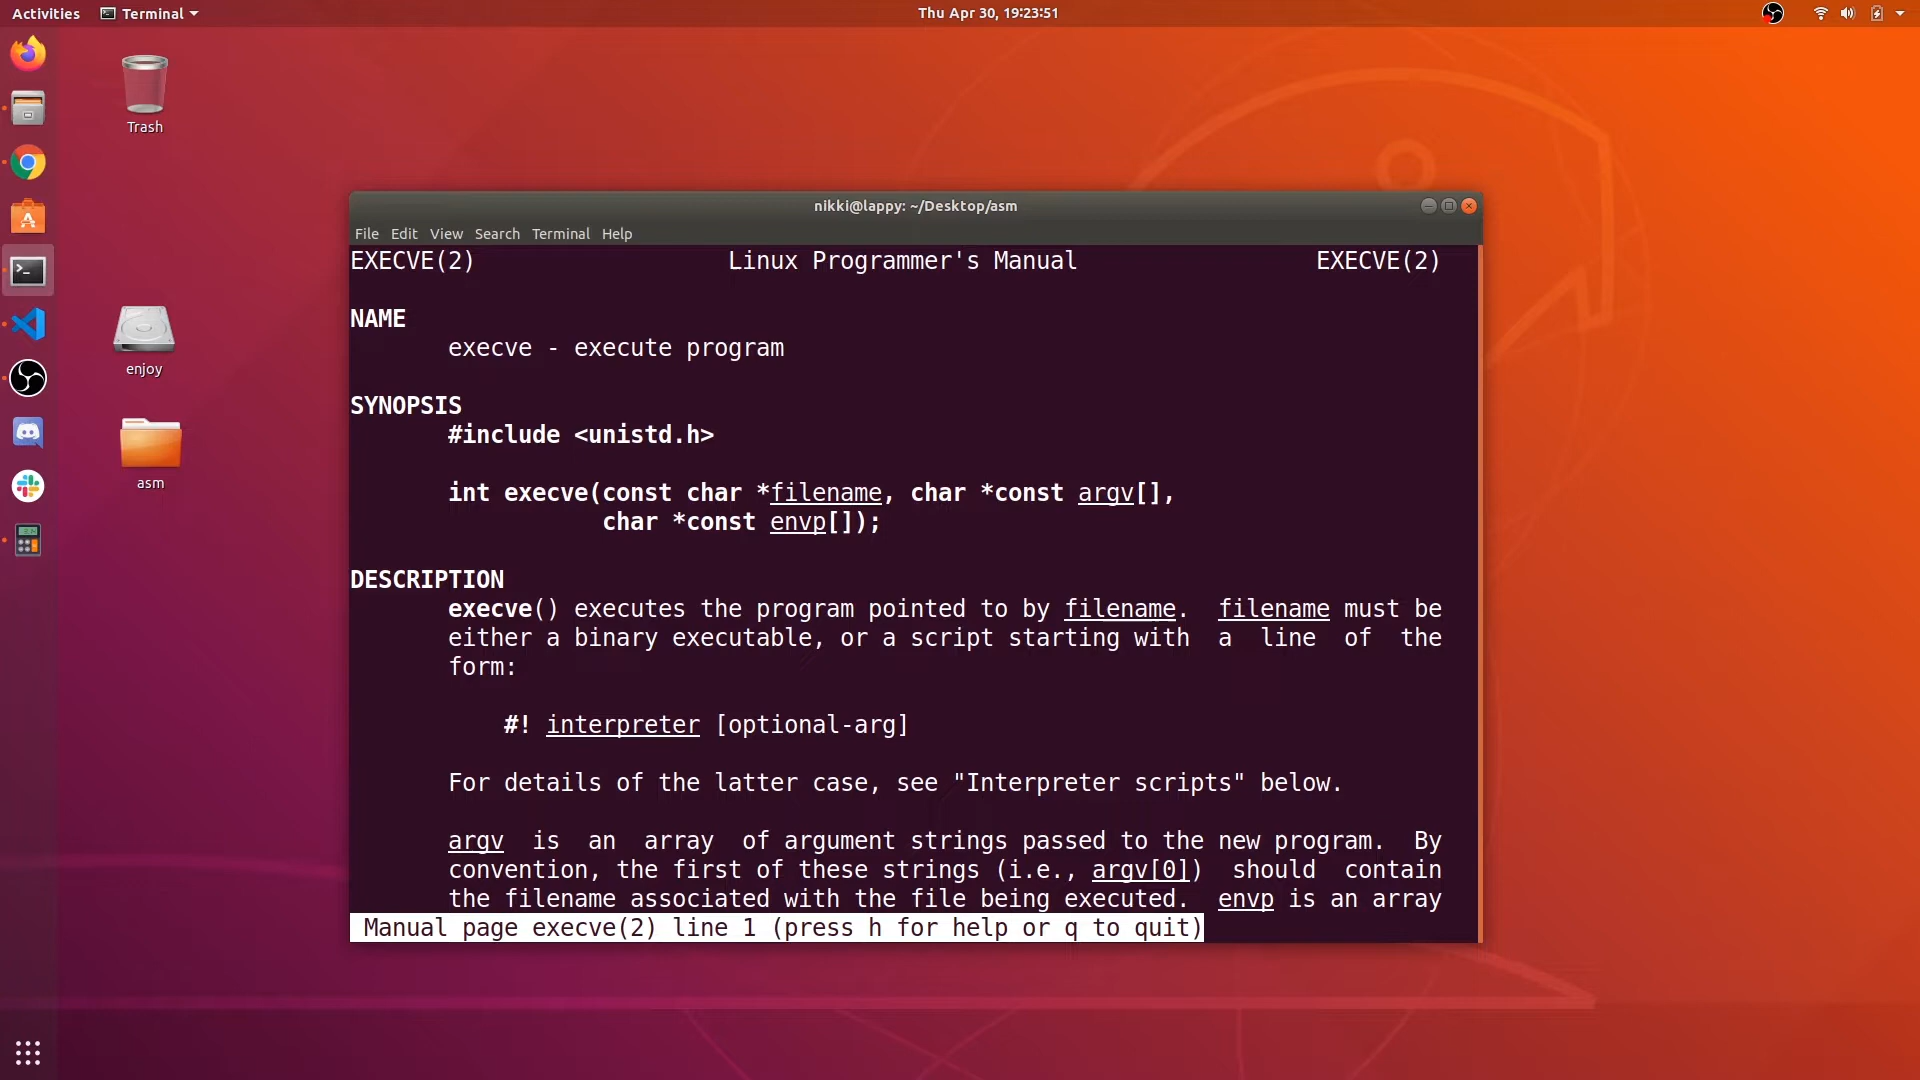 Activities
Terminal
Thu Apr 30, 19:23:51
Trash
enjoy
asm
nikki@lappy: ~/Desktop/asm
File Edit View Search Terminal Help
EXECVE(2) Linux Programmer's Manual EXECVE(2)
NAME
execve - execute program
SYNOPSIS
#include <unistd.h>
int execve(const char *filename, char *const argv[],
char *const envp[]);
DESCRIPTION
execve() executes the program pointed to by filename. filename must be
either a binary executable, or a script starting with a line of the
form:
#! interpreter [optional-arg]
For details of the latter case, see "Interpreter scripts" below.
argv is an array of argument strings passed to the new program. By
convention, the first of these strings (i.e., argv[0]) should contain
the filename associated with the file being executed. envp is an array
Manual page execve(2) line 1 (press h for help or q to quit)